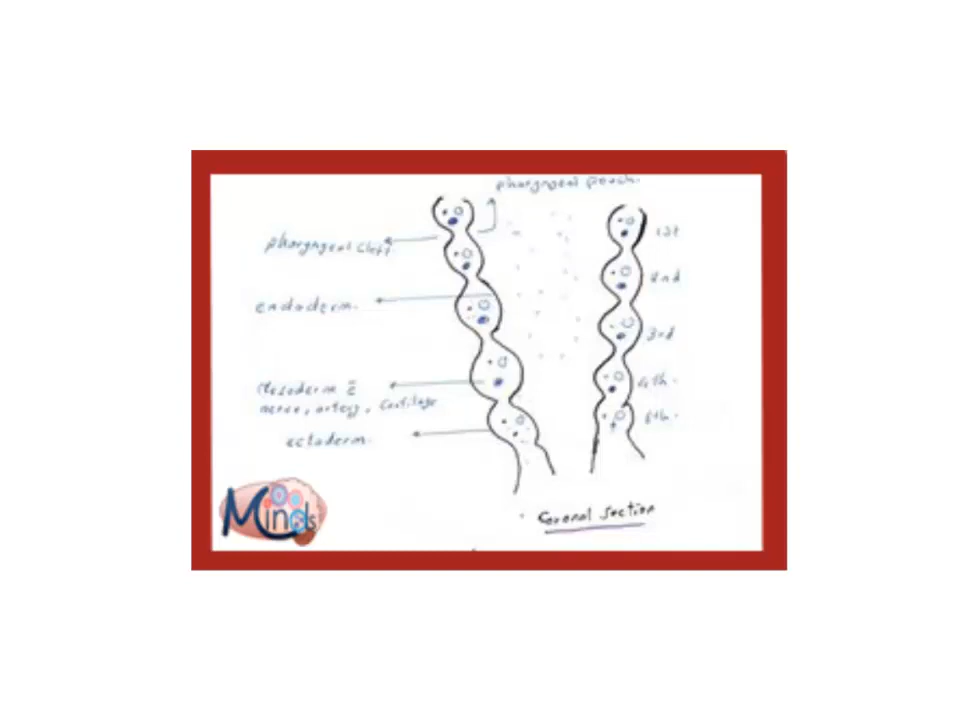 pharyngeal pouch.
pharyngeal cleft.
1st
2nd
endoderm.
3rd
Mesoderm c̄
4th.
nerve, artery, Cartilage
6th.
ectoderm.
Minds
Coronal Section